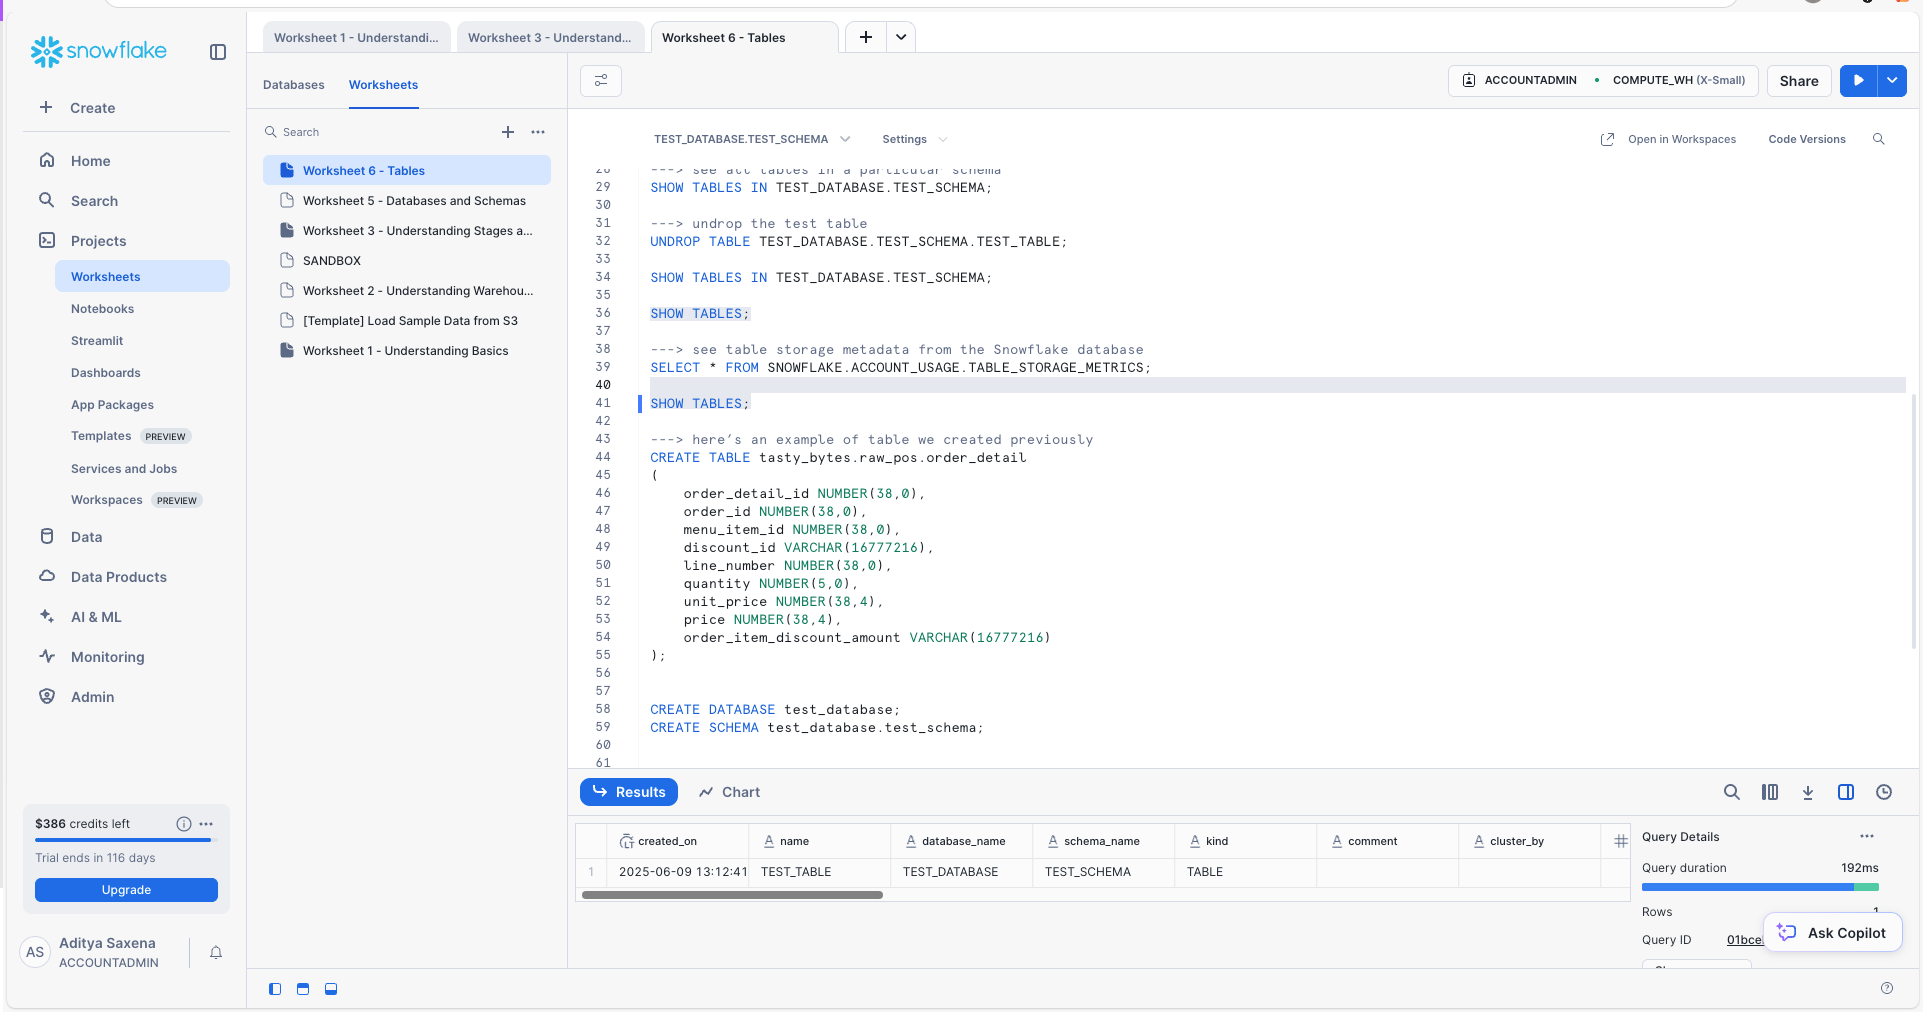 snowflake
Create
Home
Search
Projects
Worksheets
Notebooks
Streamlit
Dashboards
App Packages
Templates PREVIEW
Services and Jobs
Workspaces PREVIEW
Data
Data Products
AI & ML
Monitoring
Admin
$386 credits left
Trial ends in 116 days
Upgrade
AS
Aditya Saxena
ACCOUNTADMIN
Worksheet 1 - Understandi...
Worksheet 3 - Understand...
Worksheet 6 - Tables
Databases
Worksheets
Search
Worksheet 6 - Tables
Worksheet 5 - Databases and Schemas
Worksheet 3 - Understanding Stages a...
SANDBOX
Worksheet 2 - Understanding Warehou...
[Template] Load Sample Data from S3
Worksheet 1 - Understanding Basics
ACCOUNTADMIN • COMPUTE_WH (X-Small)
Share
TEST_DATABASE.TEST_SCHEMA
Settings
Open in Workspaces
Code Versions
28 ---> see all tables in a particular schema
29 SHOW TABLES IN TEST_DATABASE.TEST_SCHEMA;
30
31 ---> undrop the test table
32 UNDROP TABLE TEST_DATABASE.TEST_SCHEMA.TEST_TABLE;
33
34 SHOW TABLES IN TEST_DATABASE.TEST_SCHEMA;
35
36 SHOW TABLES;
37
38 ---> see table storage metadata from the Snowflake database
39 SELECT * FROM SNOWFLAKE.ACCOUNT_USAGE.TABLE_STORAGE_METRICS;
40
41 SHOW TABLES;
42
43 ---> here's an example of table we created previously
44 CREATE TABLE tasty_bytes.raw_pos.order_detail
45 (
46 order_detail_id NUMBER(38,0),
47 order_id NUMBER(38,0),
48 menu_item_id NUMBER(38,0),
49 discount_id VARCHAR(16777216),
50 line_number NUMBER(38,0),
51 quantity NUMBER(5,0),
52 unit_price NUMBER(38,4),
53 price NUMBER(38,4),
54 order_item_discount_amount VARCHAR(16777216)
55 );
56
57
58 CREATE DATABASE test_database;
59 CREATE SCHEMA test_database.test_schema;
60
61
Results
Chart
created_on name database_name schema_name kind comment cluster_by
1 2025-06-09 13:12:41 TEST_TABLE TEST_DATABASE TEST_SCHEMA TABLE
Query Details
Query duration 192ms
Rows 1
Query ID 01bce
Ask Copilot